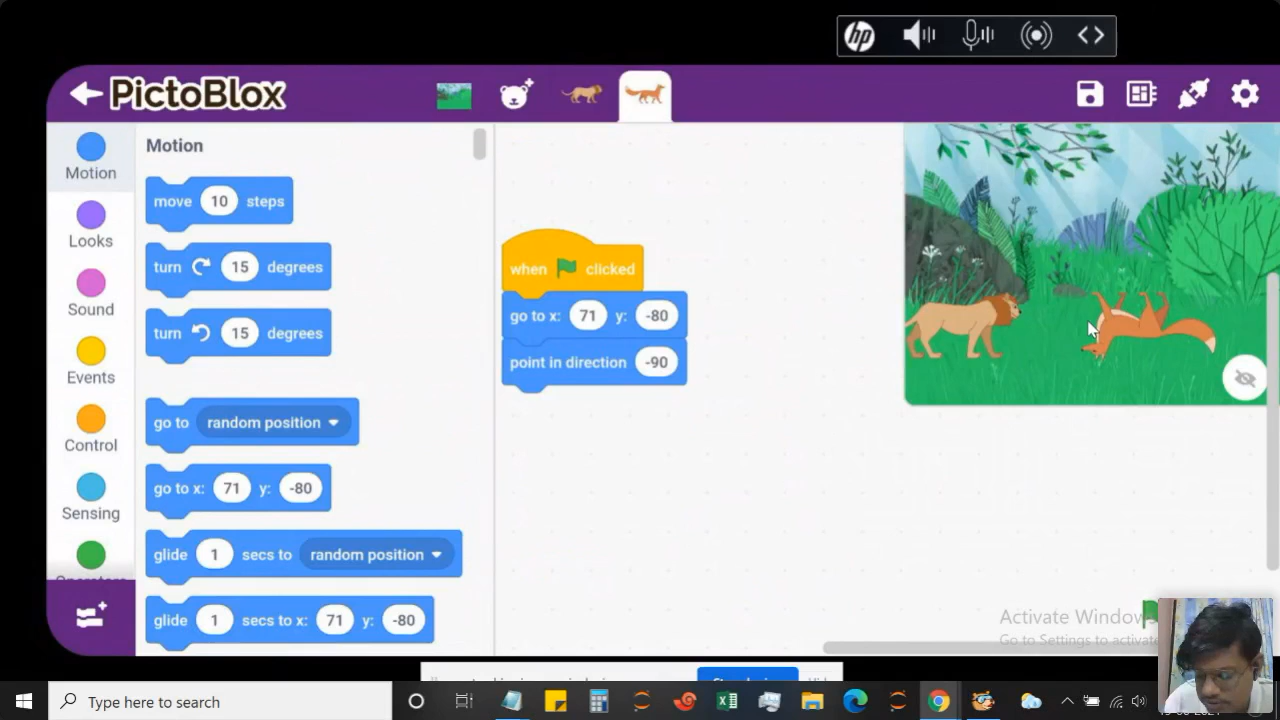 hp
PictoBlox
Motion
Looks
Sound
Events
Control
Sensing
Motion
move 10 steps
turn 15 degrees
turn 15 degrees
go to random position
go to x: 71 y: -80
glide 1 secs to random position
glide 1 secs to x: 71 y: -80
when clicked
go to x: 71 y: -80
point in direction -90
Activate Windows
Go to Settings to activate
Type here to search